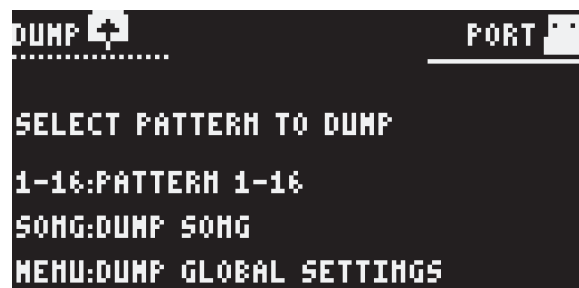 DUMP PORT
SELECT PATTERN TO DUMP
1-16:PATTERN 1-16
SONG:DUMP SONG
MENU:DUMP GLOBAL SETTINGS